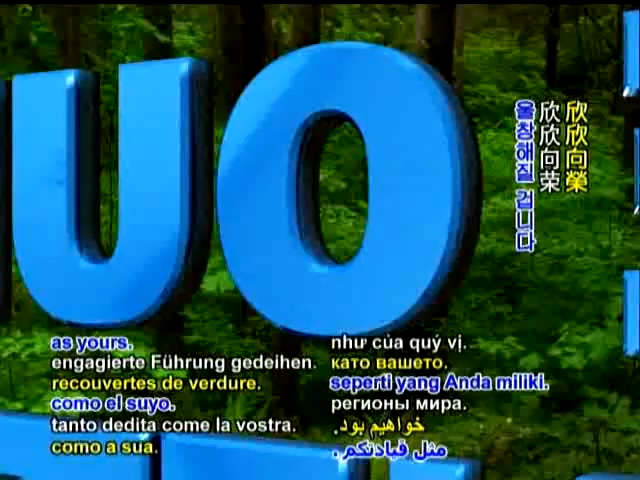 UO
欣欣向榮
欣欣向荣
울창해질 겁니다
as yours.
engagierte Führung gedeihen.
recouvertes de verdure.
como el suyo.
tanto dedita come la vostra.
como a sua.
như của quý vị.
като вашето.
seperti yang Anda miliki.
регионы мира.
خواهیم بود.
مثل قيادتكم.